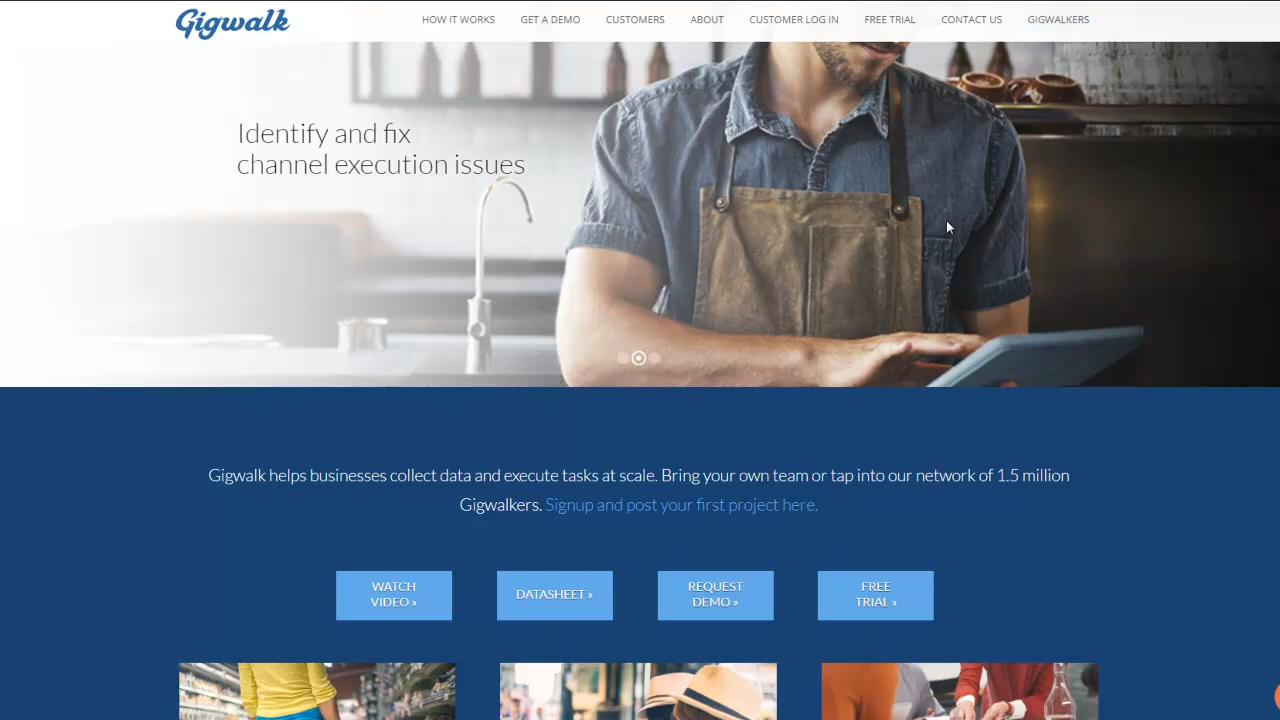 Gigwalk
HOW IT WORKS
GET A DEMO
CUSTOMERS
ABOUT
CUSTOMER LOG IN
FREE TRIAL
CONTACT US
GIGWALKERS
Identify and fix
channel execution issues
Gigwalk helps businesses collect data and execute tasks at scale. Bring your own team or tap into our network of 1.5 million
Gigwalkers. Signup and post your first project here.
WATCH
VIDEO »
DATASHEET »
REQUEST
DEMO »
FREE
TRIAL »